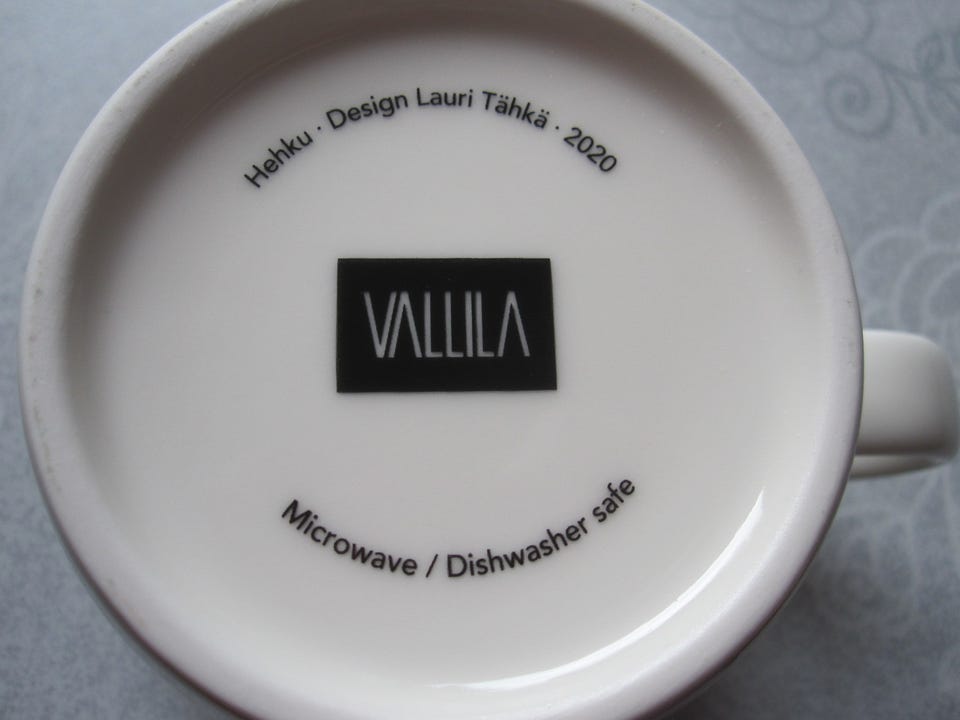 Hehku · Design Lauri Tähkä · 2020
VALLILA
Microwave / Dishwasher safe